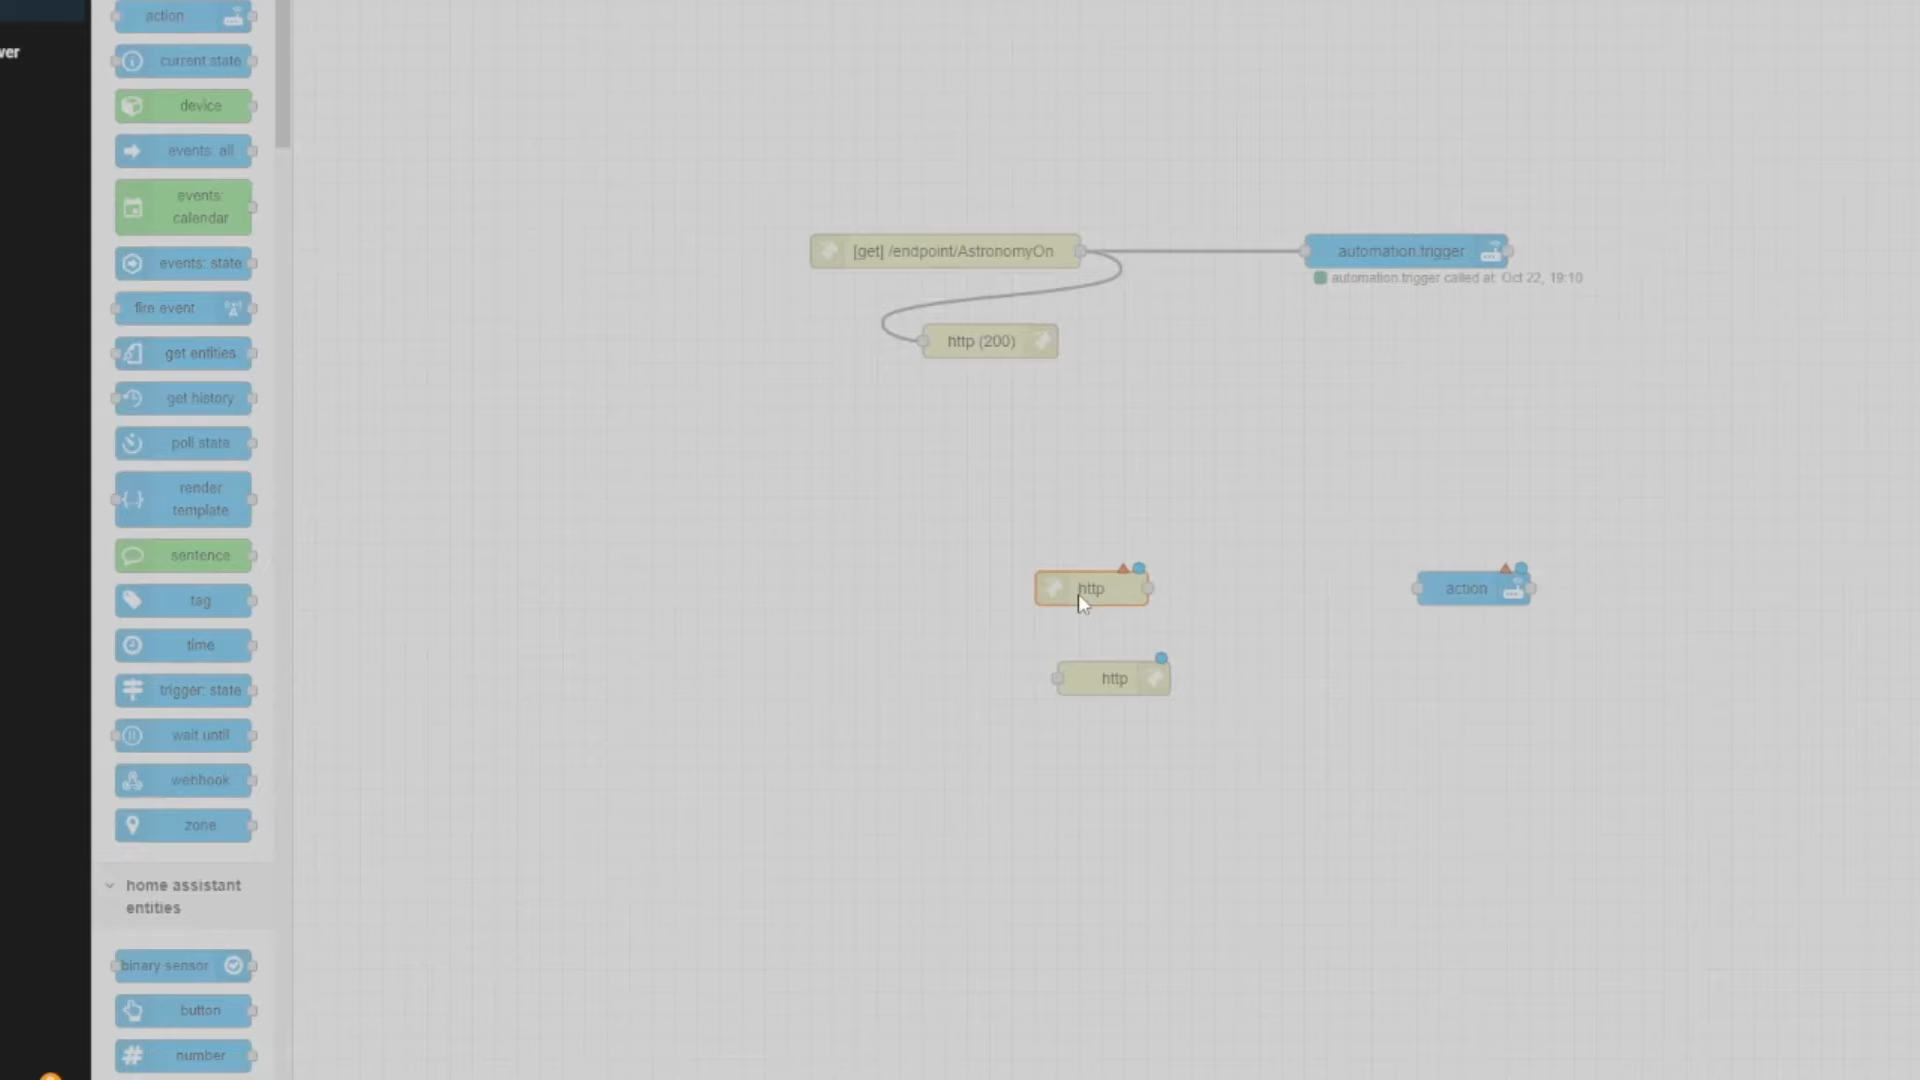 action
ver
current state
device
events: all
events:
calendar
events: state
fire event
get entities
get history
poll state
render
template
sentence
tag
time
trigger: state
wait until
webhook
zone
home assistant
entities
binary sensor
button
number
[get] /endpoint/AstronomyOn
automation.trigger
automation.trigger called at: Oct 22, 19:10
http (200)
http
action
http